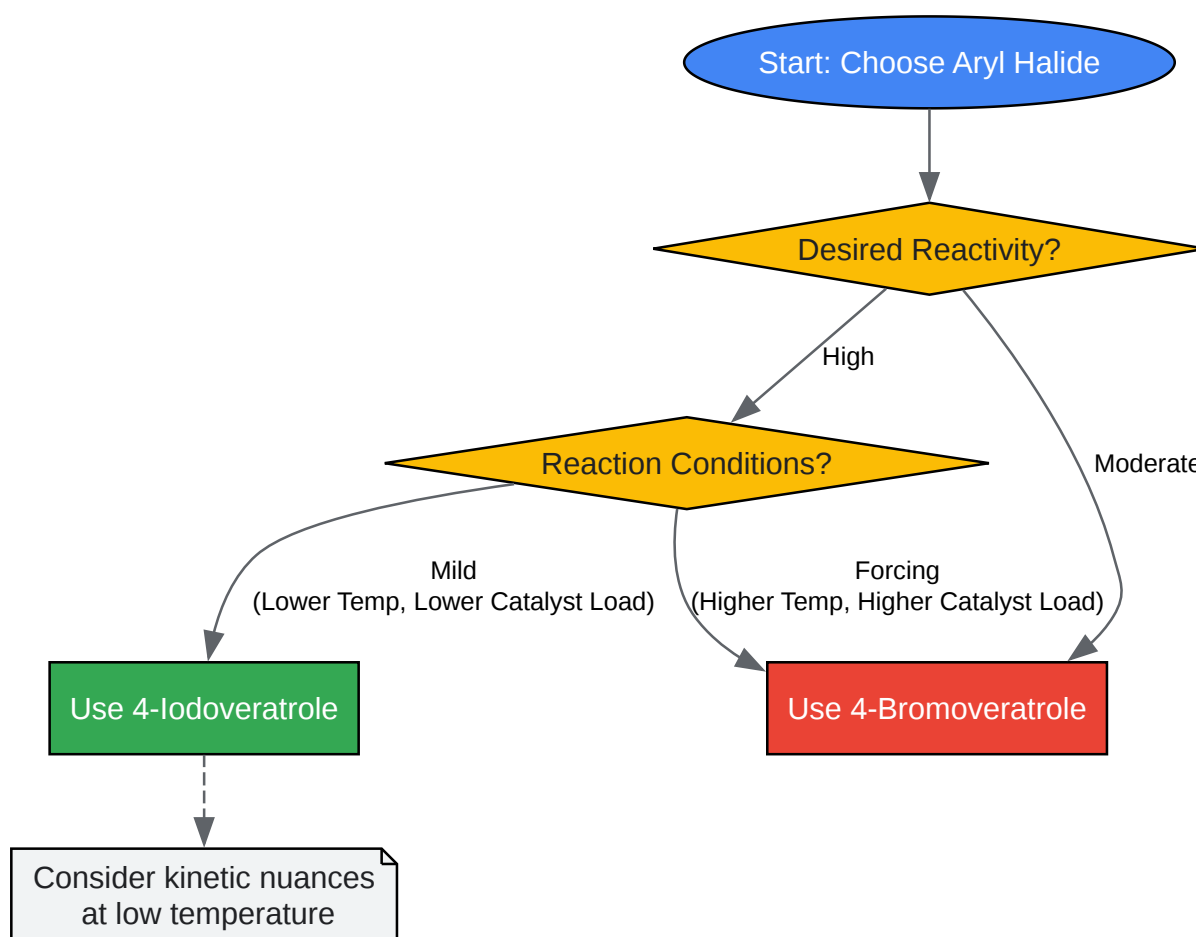 Start: Choose Aryl Halide
Desired Reactivity?
High
Moderate
Reaction Conditions?
Mild
(Lower Temp, Lower Catalyst Load)
Forcing
(Higher Temp, Higher Catalyst Load)
Use 4-Iodoveratrole
Use 4-Bromoveratrole
Consider kinetic nuances
at low temperature